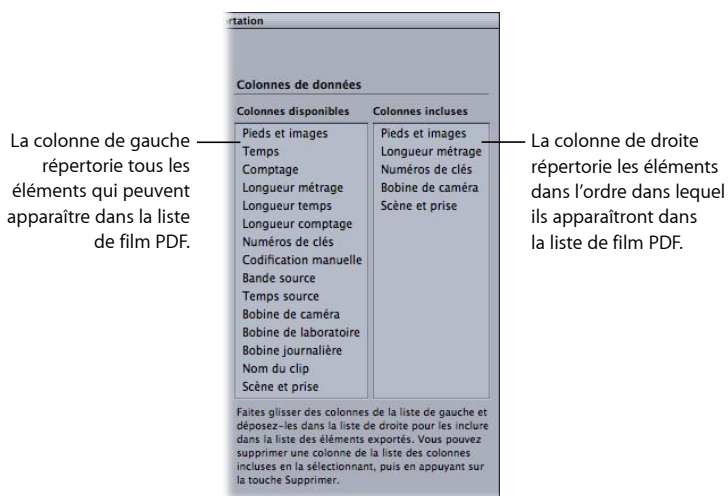 rtation
Colonnes de données
Colonnes disponibles
Pieds et images
Temps
Comptage
Longueur métrage
Longueur temps
Longueur comptage
Numéros de clés
Codification manuelle
Bande source
Temps source
Bobine de caméra
Bobine de laboratoire
Bobine journalière
Nom du clip
Scène et prise
Colonnes incluses
Pieds et images
Longueur métrage
Numéros de clés
Bobine de caméra
Scène et prise
Faites glisser des colonnes de la liste de gauche et
déposez-les dans la liste de droite pour les inclure
dans la liste des éléments exportés. Vous pouvez
supprimer une colonne de la liste des colonnes
incluses en la sélectionnant, puis en appuyant sur
la touche Supprimer.
La colonne de gauche
répertorie tous les
éléments qui peuvent
apparaître dans la liste
de film PDF.
La colonne de droite
répertorie les éléments
dans l'ordre dans lequel
ils apparaîtront dans
la liste de film PDF.